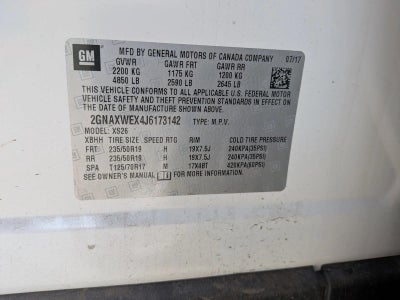 GM
MFD BY GENERAL MOTORS OF CANADA COMPANY 07/17
GVWR GAWR FRT GAWR RR
2200 KG 1175 KG 1200 KG
4850 LB 2590 LB 2645 LB
THIS VEHICLE CONFORMS TO ALL APPLICABLE U.S. FEDERAL MOTOR
VEHICLE SAFETY AND THEFT PREVENTION STANDARDS IN EFFECT ON
THE DATE OF MANUFACTURE SHOWN ABOVE.
2GNAXWEX4J6173142 TYPE: M.P.V.
MODEL: XS26
XBHH TIRE SIZE SPEED RTG RIM COLD TIRE PRESSURE
FRT 235/50R19 H 19X7.5J 240KPA(35PSI)
RR 235/50R19 H 19X7.5J 240KPA(35PSI)
SPA T125/70R17 M 17X4BT 420KPA(60PSI)
SEE OWNER'S MANUAL FOR ADDITIONAL INFORMATION.